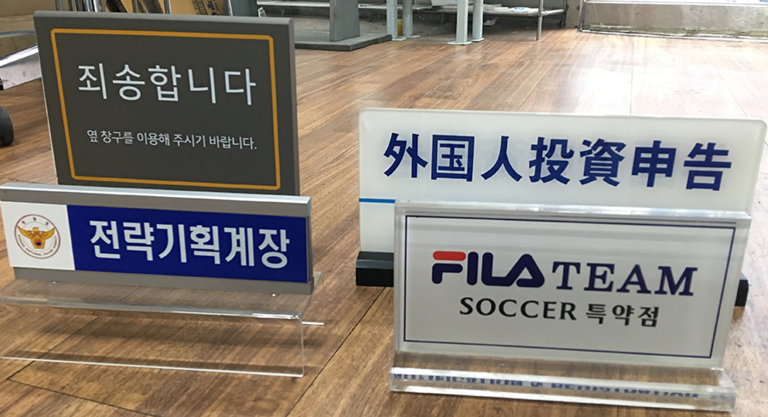 죄송합니다
옆 창구를 이용해 주시기 바랍니다.
전략기획계장
外国人投資申告
FILA TEAM
SOCCER 특약점